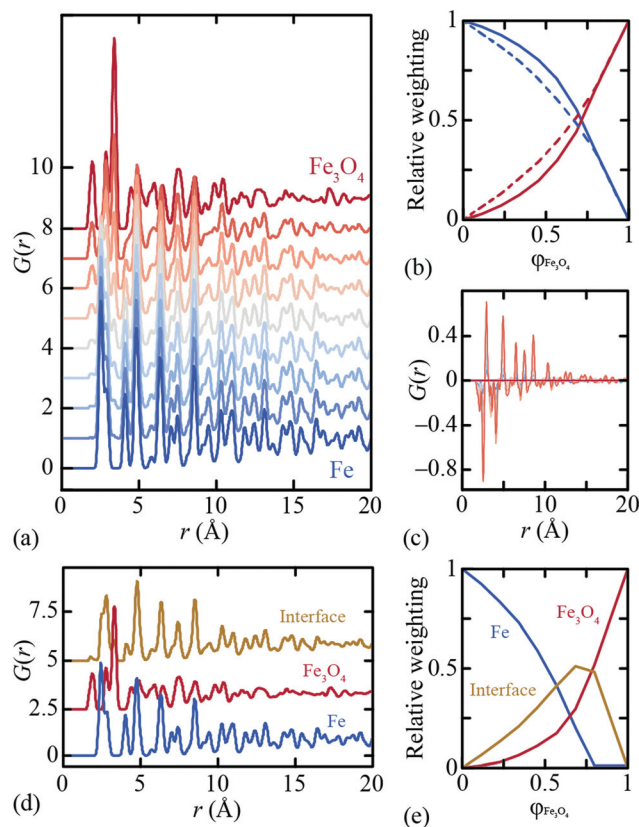 10
8
6
4
2
0
G(r)
Fe₃O₄
Fe
0
5
10
15
20
r (Å)
(a)
1
0.5
0
Relative weighting
0
0.5
1
φFe₃O₄
(b)
0.4
0
−0.4
−0.8
G(r)
0
5
10
15
20
r (Å)
(c)
7.5
5
2.5
0
G(r)
Interface
Fe₃O₄
Fe
0
5
10
15
20
r (Å)
(d)
1
0.5
0
Relative weighting
Fe
Fe₃O₄
Interface
0
0.5
1
φFe₃O₄
(e)